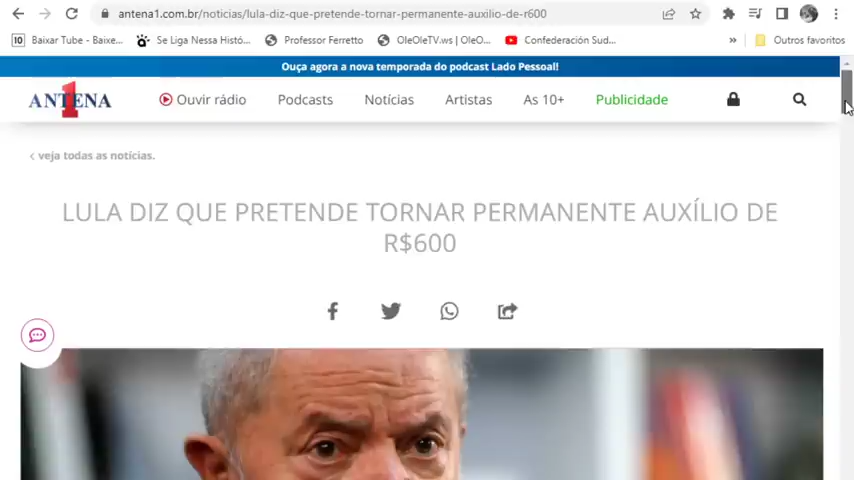 antena1.com.br/noticias/lula-diz-que-pretende-tornar-permanente-auxilio-de-r600
10 Baixar Tube - Baixe... Se Liga Nessa Histó... Professor Ferretto OleOleTV.ws | OleO... Confederación Sud... » Outros favoritos
Ouça agora a nova temporada do podcast Lado Pessoal!
ANTENA 1 Ouvir rádio Podcasts Notícias Artistas As 10+ Publicidade
< veja todas as notícias.
LULA DIZ QUE PRETENDE TORNAR PERMANENTE AUXÍLIO DE
R$600